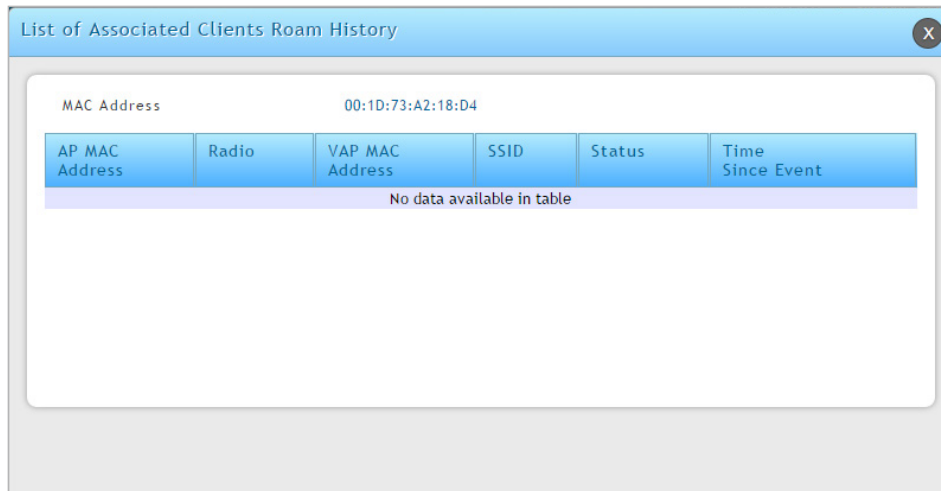 List of Associated Clients Roam History
X
MAC Address 00:1D:73:A2:18:D4
AP MAC Address Radio VAP MAC Address SSID Status Time Since Event
No data available in table